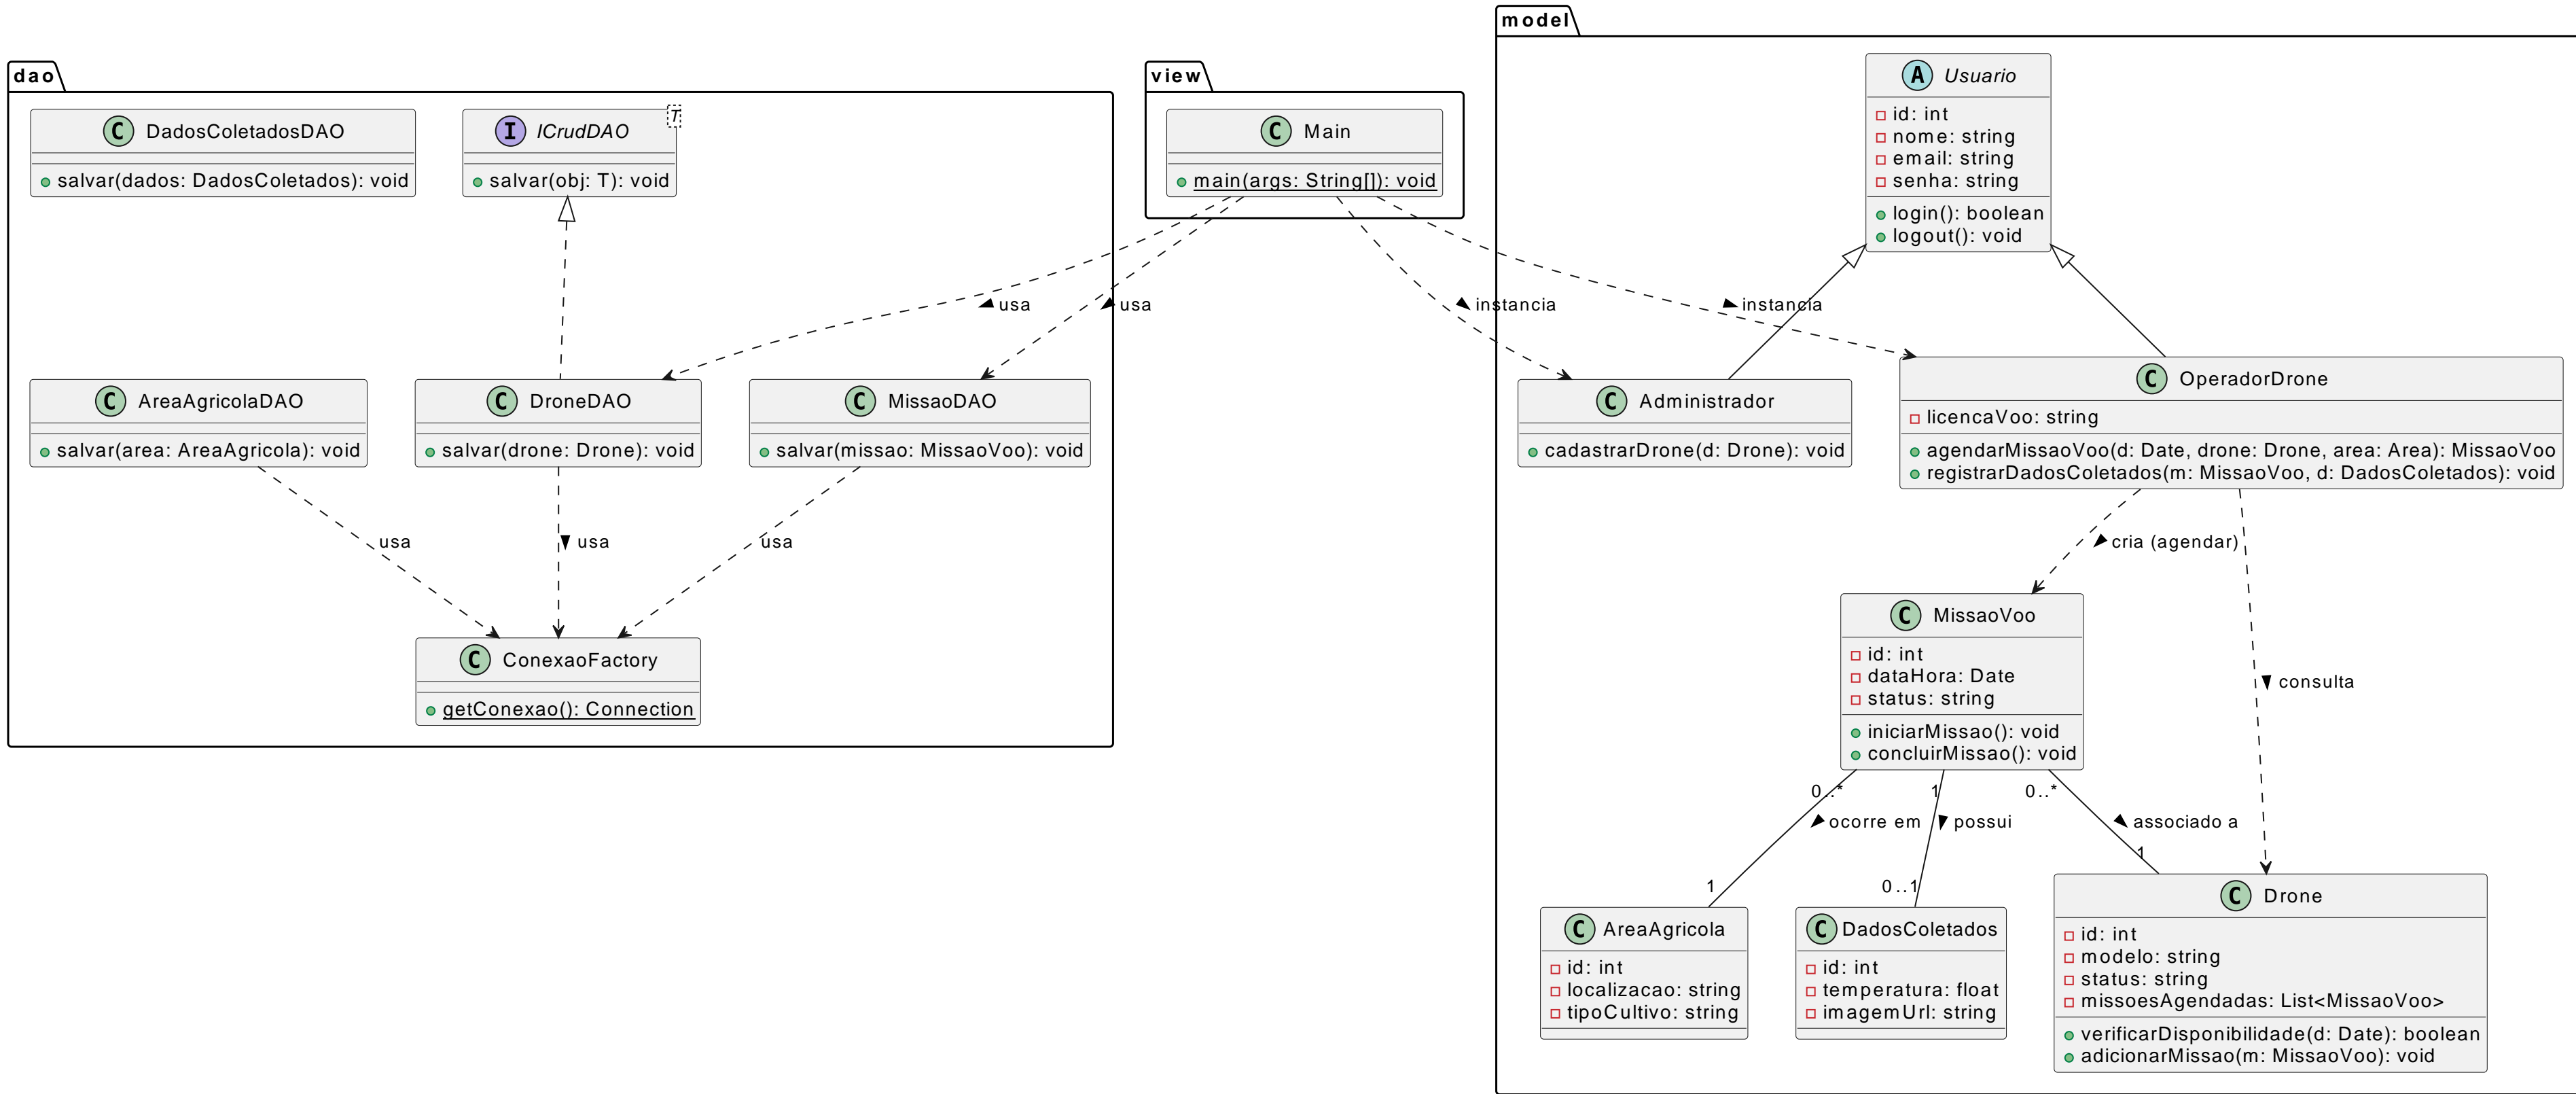 dao
C DadosColetadosDAO
salvar(dados: DadosColetados): void
I ICrudDAO
T
salvar(obj: T): void
C AreaAgricolaDAO
salvar(area: AreaAgricola): void
C DroneDAO
salvar(drone: Drone): void
C MissaoDAO
salvar(missao: MissaoVoo): void
usa
usa
usa
C ConexaoFactory
getConexao(): Connection
view
C Main
main(args: String[]): void
usa
usa
instancia
instancia
model
A Usuario
id: int
nome: string
email: string
senha: string
login(): boolean
logout(): void
C Administrador
cadastrarDrone(d: Drone): void
C OperadorDrone
licencaVoo: string
agendarMissaoVoo(d: Date, drone: Drone, area: Area): MissaoVoo
registrarDadosColetados(m: MissaoVoo, d: DadosColetados): void
cria (agendar)
consulta
C MissaoVoo
id: int
dataHora: Date
status: string
iniciarMissao(): void
concluirMissao(): void
0..*
1
0..*
ocorre em
possui
associado a
1
0..1
1
C AreaAgricola
id: int
localizacao: string
tipoCultivo: string
C DadosColetados
id: int
temperatura: float
imagemUrl: string
C Drone
id: int
modelo: string
status: string
missoesAgendadas: List<MissaoVoo>
verificarDisponibilidade(d: Date): boolean
adicionarMissao(m: MissaoVoo): void